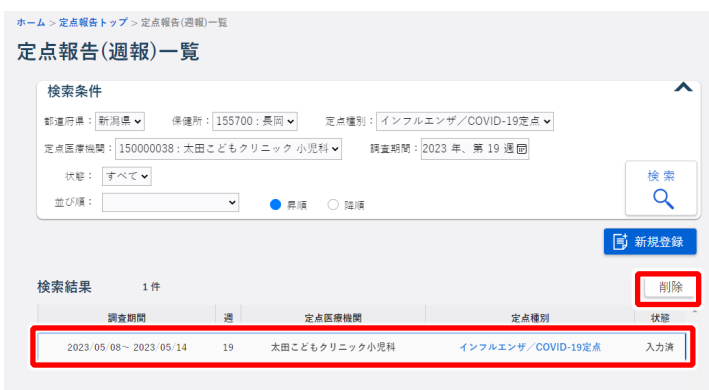 ホーム > 定点報告トップ > 定点報告(週報)一覧
定点報告(週報)一覧
検索条件
都道府県： 新潟県 保健所： 155700 : 長岡 定点種別： インフルエンザ／COVID-19定点
定点医療機関： 150000038 : 太田こどもクリニック 小児科 調査期間： 2023 年、第 19 週
状態： すべて
並び順： 昇順 降順
検 索
新規登録
検索結果 1 件
削除
調査期間 週 定点医療機関 定点種別 状態
2023/05/08～ 2023/05/14 19 太田こどもクリニック小児科 インフルエンザ／COVID-19定点 入力済